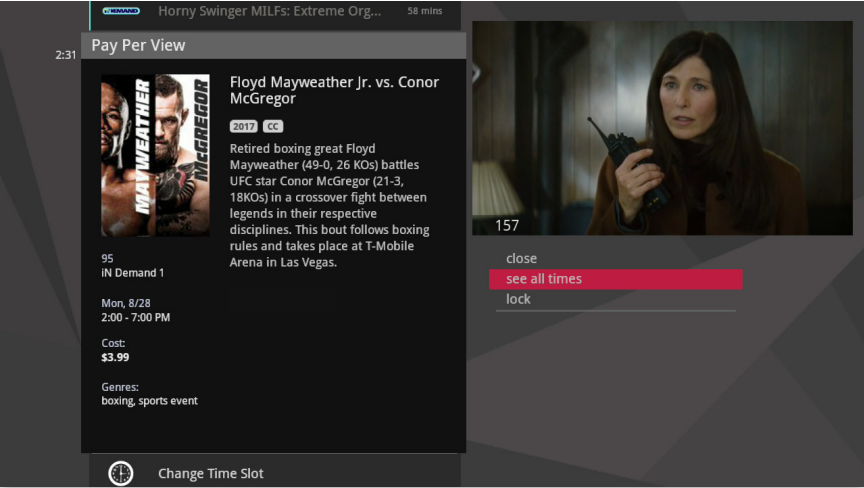 iN DEMAND Horny Swinger MILFs: Extreme Org... 58 mins
2:31
Pay Per View
MAYWEATHER
McGREGOR
Floyd Mayweather Jr. vs. Conor
McGregor
2017 CC
Retired boxing great Floyd
Mayweather (49-0, 26 KOs) battles
UFC star Conor McGregor (21-3,
18KOs) in a crossover fight between
legends in their respective
disciplines. This bout follows boxing
rules and takes place at T-Mobile
Arena in Las Vegas.
95
iN Demand 1
Mon, 8/28
2:00 - 7:00 PM
Cost:
$3.99
Genres:
boxing, sports event
Change Time Slot
157
close
see all times
lock